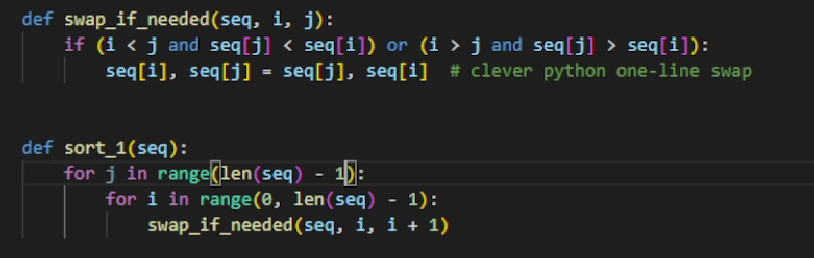 def swap_if_needed(seq, i, j):
    if (i < j and seq[j] < seq[i]) or (i > j and seq[j] > seq[i]):
        seq[i], seq[j] = seq[j], seq[i]  # clever python one-line swap
def sort_1(seq):
    for j in range(len(seq) - 1):
        for i in range(0, len(seq) - 1):
            swap_if_needed(seq, i, i + 1)